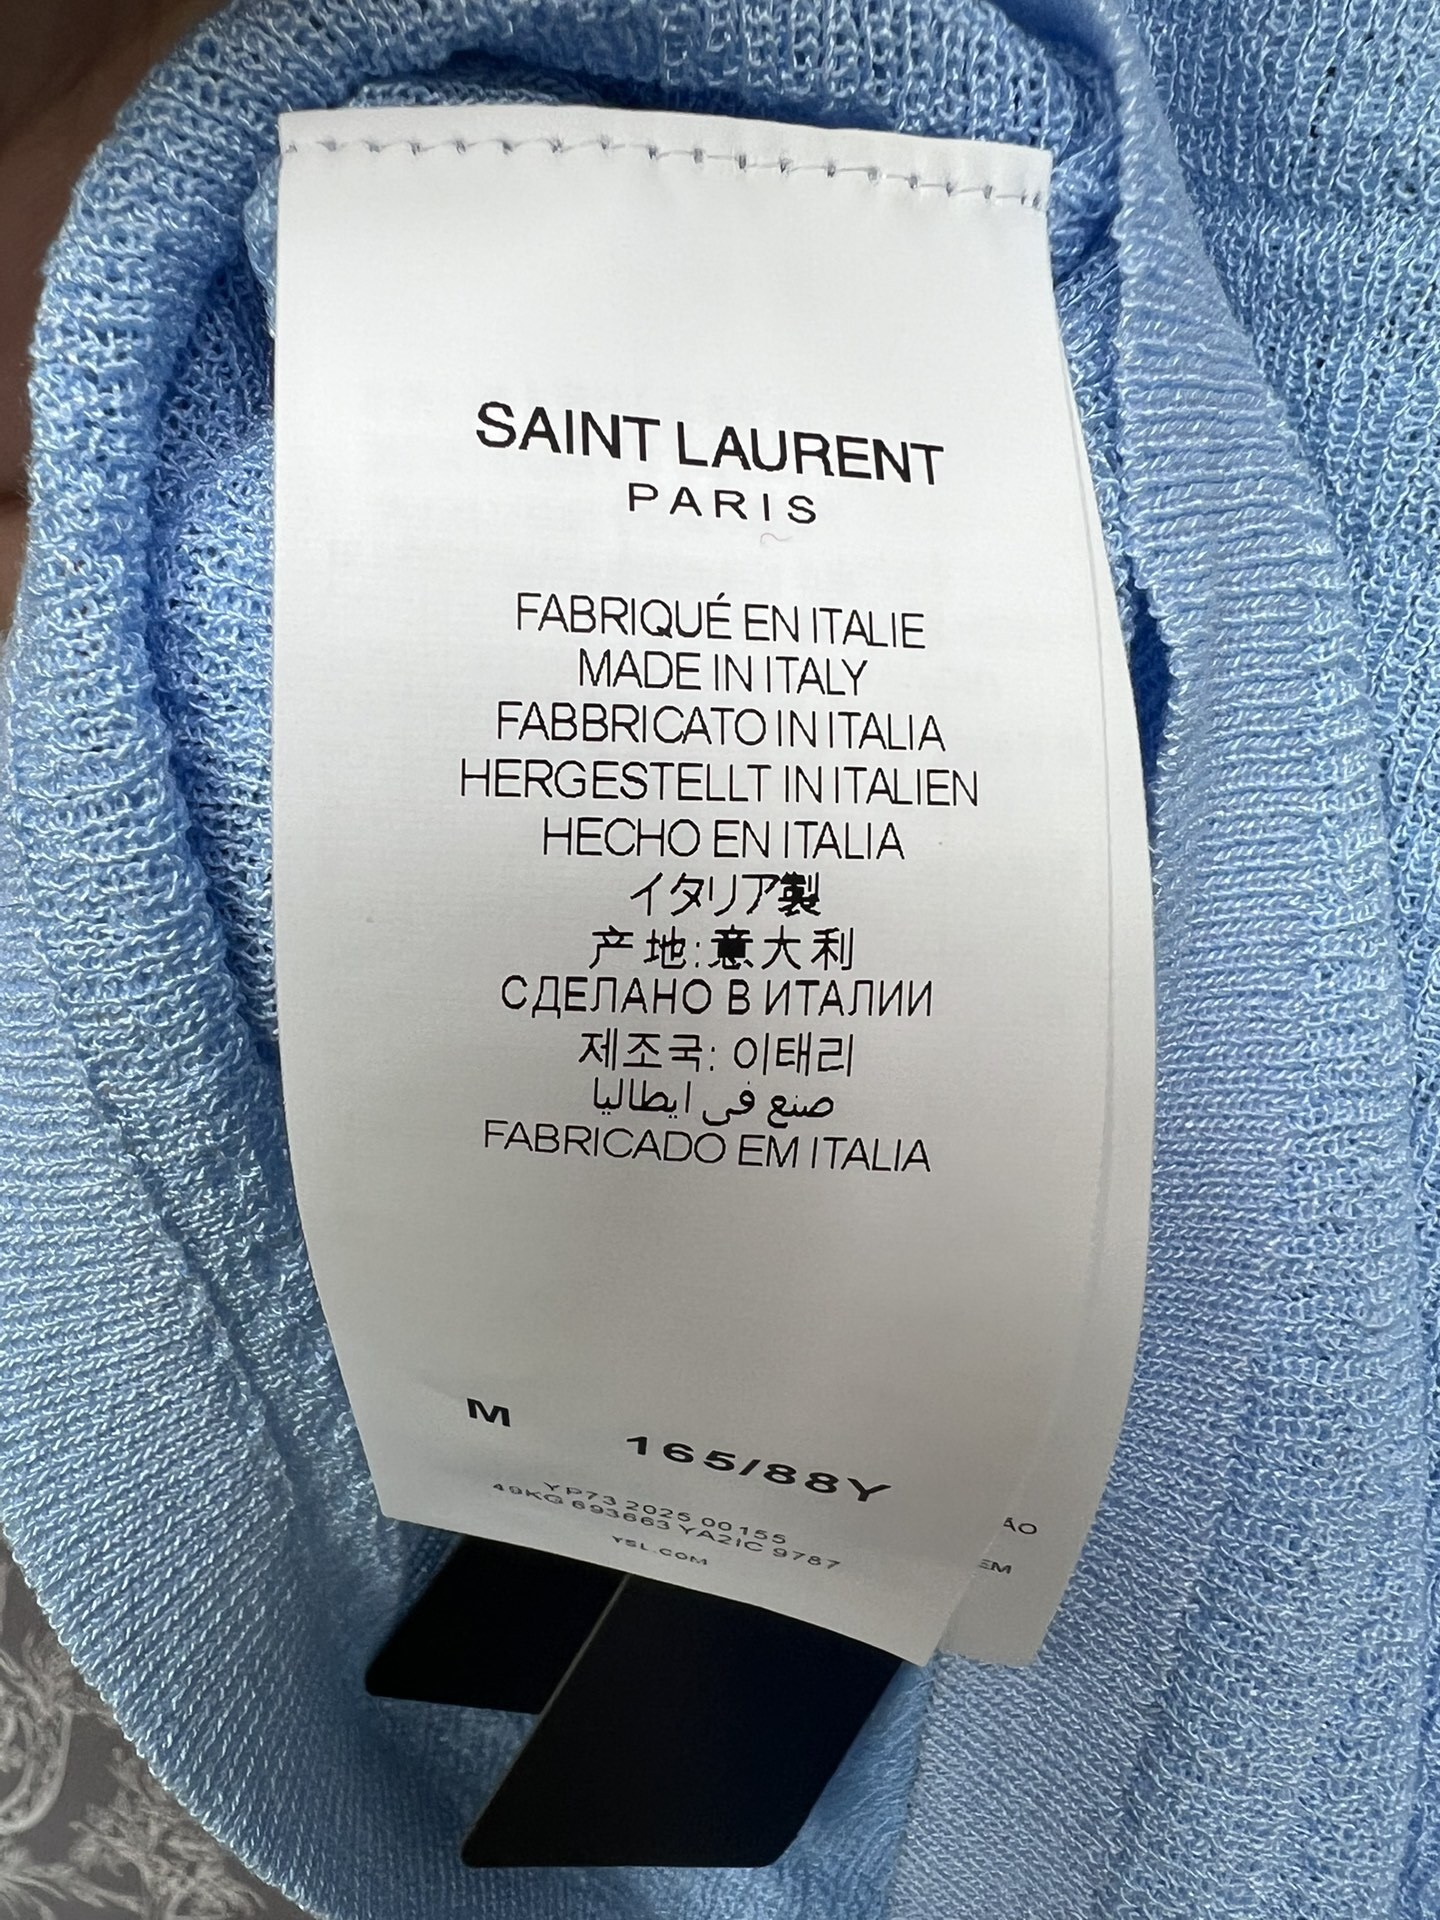 SAINT LAURENT
PARIS
FABRIQUÉ EN ITALIE
MADE IN ITALY
FABBRICATO IN ITALIA
HERGESTELLT IN ITALIEN
HECHO EN ITALIA
イタリア製
产地:意大利
СДЕЛАНО В ИТАЛИИ
제조국: 이태리
صنع في ايطاليا
FABRICADO EM ITALIA
M
165/88Y
YP73 2025 00155
49KG 693663 YA2IC 9787
YSL.COM
ÃO
EM